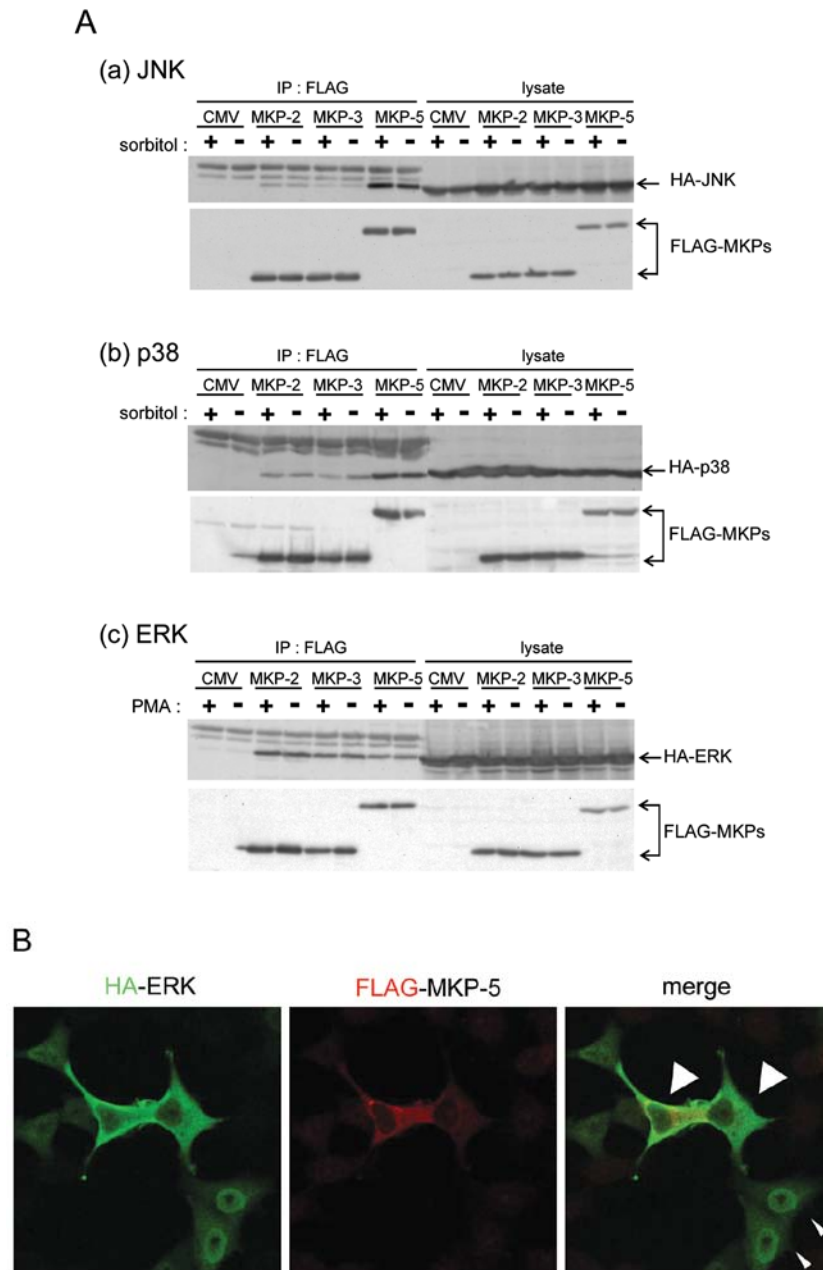 A
(a) JNK
IP : FLAG lysate
CMV MKP-2 MKP-3 MKP-5 CMV MKP-2 MKP-3 MKP-5
sorbitol : + - + - + - + - + - + - + - + -
HA-JNK
FLAG-MKPs
(b) p38
IP : FLAG lysate
CMV MKP-2 MKP-3 MKP-5 CMV MKP-2 MKP-3 MKP-5
sorbitol : + - + - + - + - + - + - + - + -
HA-p38
FLAG-MKPs
(c) ERK
IP : FLAG lysate
CMV MKP-2 MKP-3 MKP-5 CMV MKP-2 MKP-3 MKP-5
PMA : + - + - + - + - + - + - + - + -
HA-ERK
FLAG-MKPs
B
HA-ERK FLAG-MKP-5 merge